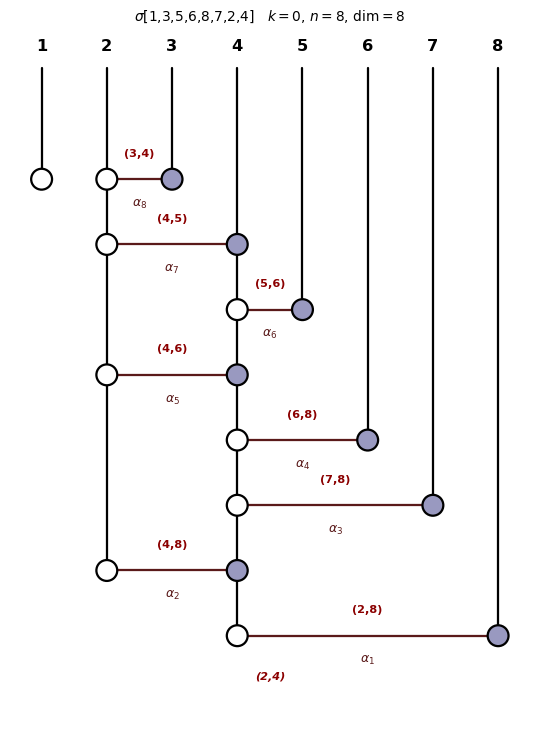 σ[1,3,5,6,8,7,2,4] k = 0, n = 8, dim = 8
1 2 3 4 5 6 7 8
(3,4)
α₈
(4,5)
α₇
(5,6)
α₆
(4,6)
α₅
(6,8)
α₄
(7,8)
α₃
(4,8)
α₂
(2,8)
α₁
(2,4)